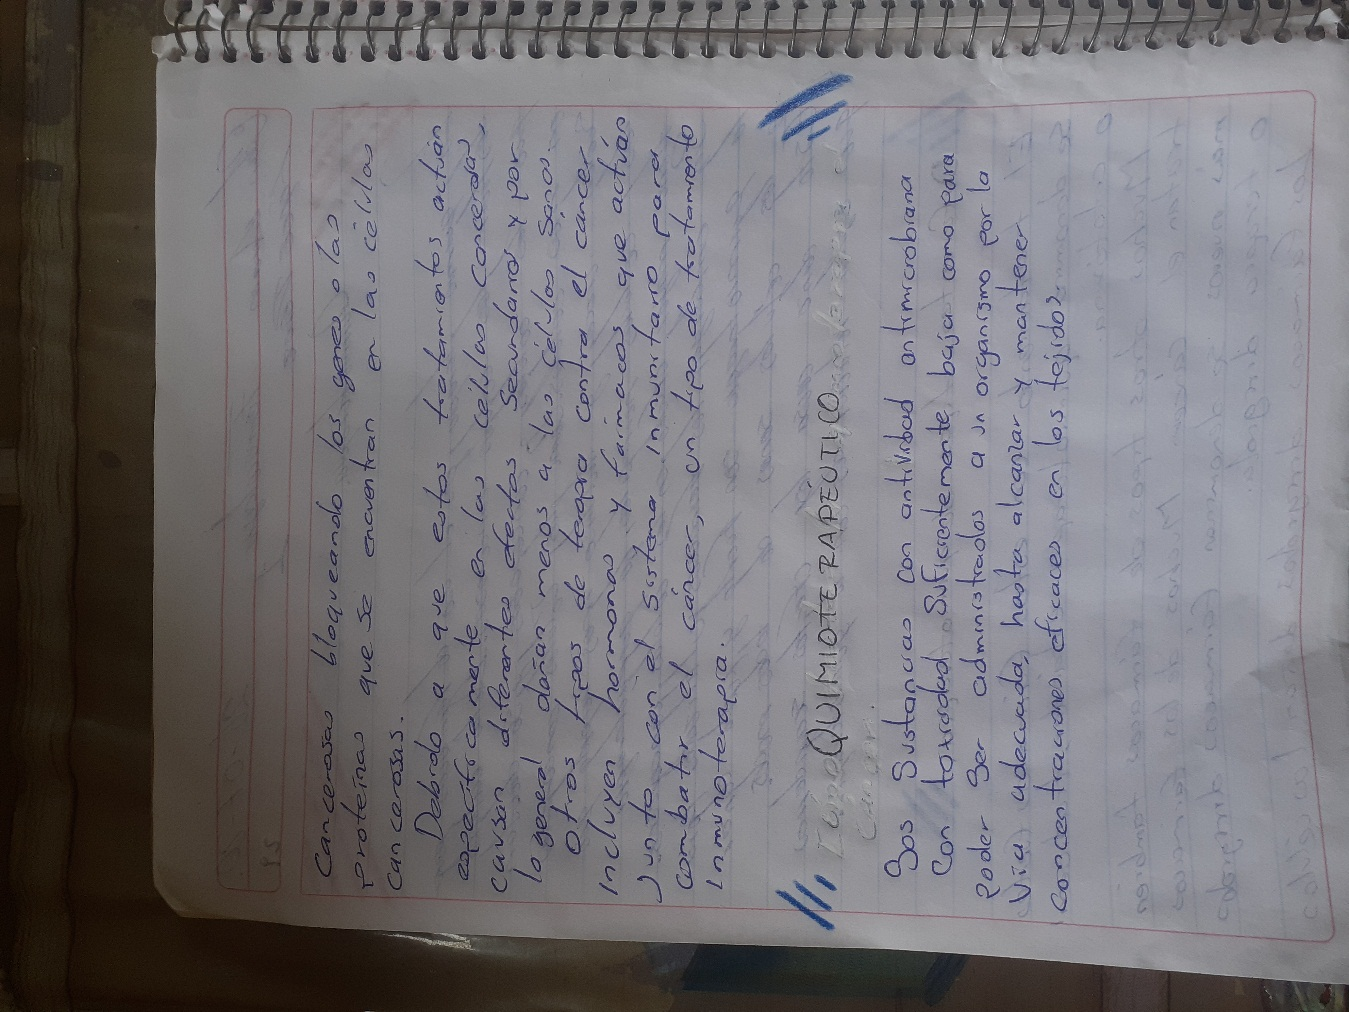 Cancerosas bloqueando los genes o las
proteínas que se encuentran en las células
cancerosas.
Debido a que estos tratamientos actúan
específicamente en las células cancerosas,
causan diferentes efectos secundarios y por
lo general dañan menos a las células sanas.
Otros tipos de terapia contra el cáncer
incluyen hormonas y fármacos que actúan
junto con el sistema inmunitario para
combatir el cáncer, un tipo de tratamiento
inmunoterapia.
QUIMIOTERAPÉUTICO
Sos Sustancias con actividad antimicrobiana
Con toxicidad suficientemente baja como para
poder Ser administrados a un organismo por la
vía adecuada, hasta alcanzar y mantener
concentraciones eficaces en los tejidos.